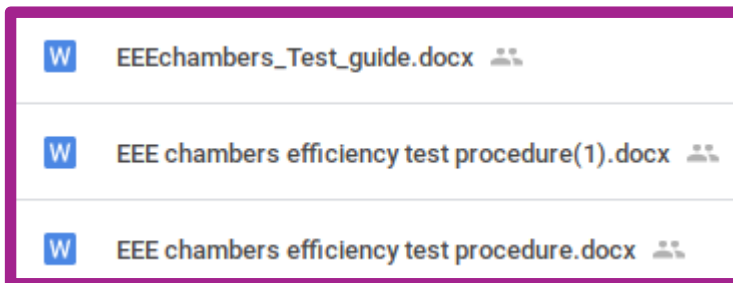 W EEEchambers_Test_guide.docx
W EEE chambers efficiency test procedure(1).docx
W EEE chambers efficiency test procedure.docx